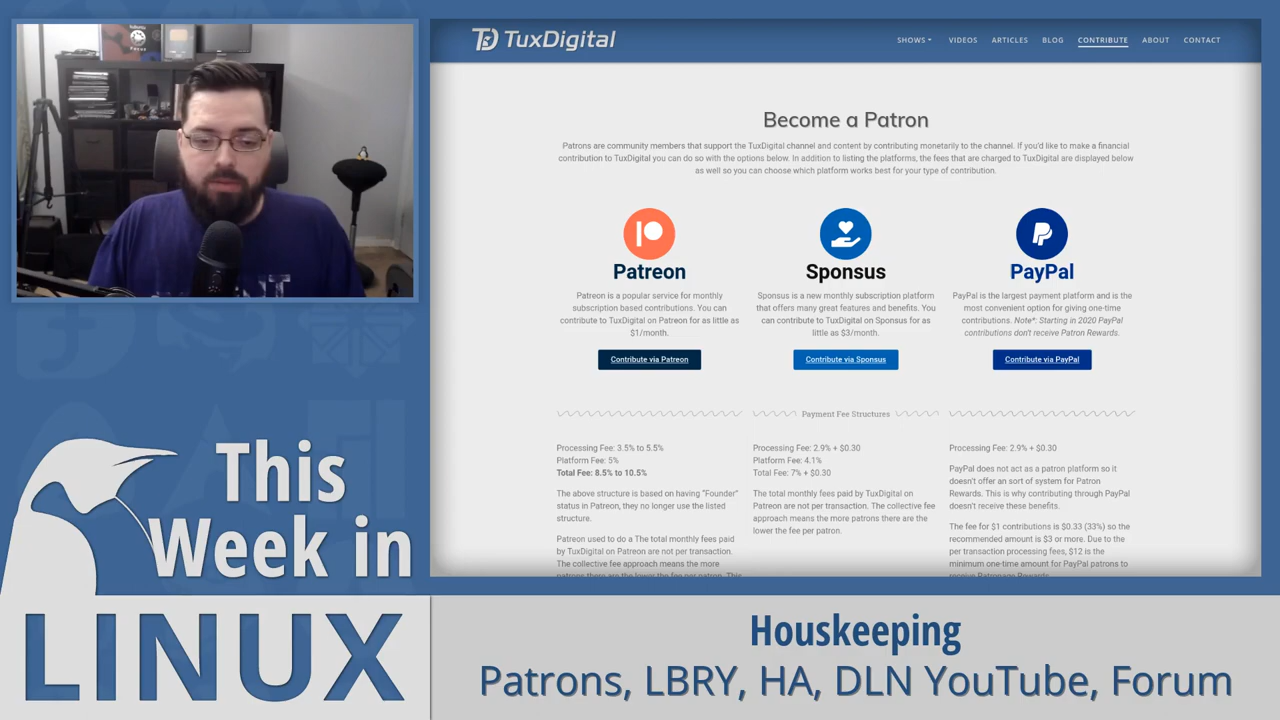 TuxDigital
SHOWS VIDEOS ARTICLES BLOG CONTRIBUTE ABOUT CONTACT
Become a Patron
Patrons are community members that support the TuxDigital channel and content by contributing monetarily to the channel. If you'd like to make a financial
contribution to TuxDigital you can do so with the options below. In addition to listing the platforms, the fees that are charged to TuxDigital are displayed below
as well so you can choose which platform works best for your type of contribution.
Patreon
Patreon is a popular service for monthly
subscription based contributions. You can
contribute to TuxDigital on Patreon for as little as
$1/month.
Contribute via Patreon
Sponsus
Sponsus is a new monthly subscription platform
that offers many great features and benefits. You
can contribute to TuxDigital on Sponsus for as
little as $3/month.
Contribute via Sponsus
PayPal
PayPal is the largest payment platform and is the
most convenient option for giving one-time
contributions. Note*: Starting in 2020 PayPal
contributions don't receive Patron Rewards.
Contribute via PayPal
Payment Fee Structures
Processing Fee: 3.5% to 5.5%
Platform Fee: 5%
Total Fee: 8.5% to 10.5%
The above structure is based on having "Founder"
status in Patreon, they no longer use the listed
structure.
Patreon used to do a The total monthly fees paid
by TuxDigital on Patreon are not per transaction.
The collective fee approach means the more
patrons there are the lower the fee per patron. This
Processing Fee: 2.9% + $0.30
Platform Fee: 4.1%
Total Fee: 7% + $0.30
The total monthly fees paid by TuxDigital on
Patreon are not per transaction. The collective fee
approach means the more patrons there are the
lower the fee per patron.
Processing Fee: 2.9% + $0.30
PayPal does not act as a patron platform so it
doesn't offer an sort of system for Patron
Rewards. This is why contributing through PayPal
doesn't receive these benefits.
The fee for $1 contributions is $0.33 (33%) so the
recommended amount is $3 or more. Due to the
per transaction processing fees, $12 is the
minimum one-time amount for PayPal patrons to
receive Patronage Rewards.
This
Week in
LINUX
Houskeeping
Patrons, LBRY, HA, DLN YouTube, Forum